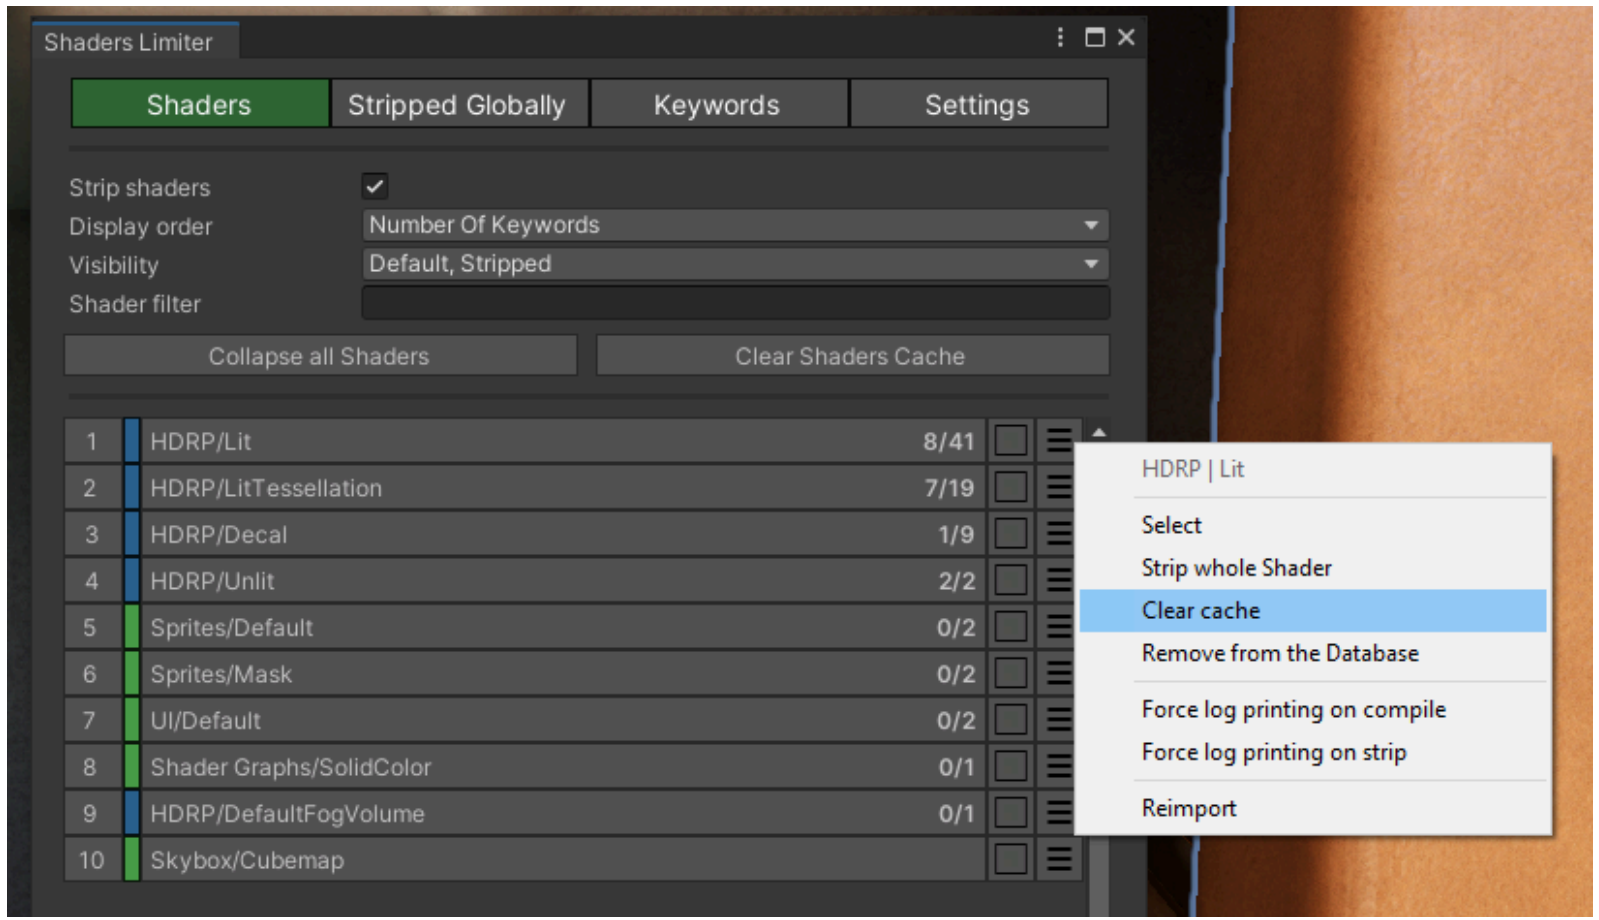 Shaders Limiter
Shaders Stripped Globally Keywords Settings
Strip shaders
Display order Number Of Keywords
Visibility Default, Stripped
Shader filter
Collapse all Shaders Clear Shaders Cache
1 HDRP/Lit 8/41
2 HDRP/LitTessellation 7/19
3 HDRP/Decal 1/9
4 HDRP/Unlit 2/2
5 Sprites/Default 0/2
6 Sprites/Mask 0/2
7 UI/Default 0/2
8 Shader Graphs/SolidColor 0/1
9 HDRP/DefaultFogVolume 0/1
10 Skybox/Cubemap
HDRP | Lit
Select
Strip whole Shader
Clear cache
Remove from the Database
Force log printing on compile
Force log printing on strip
Reimport